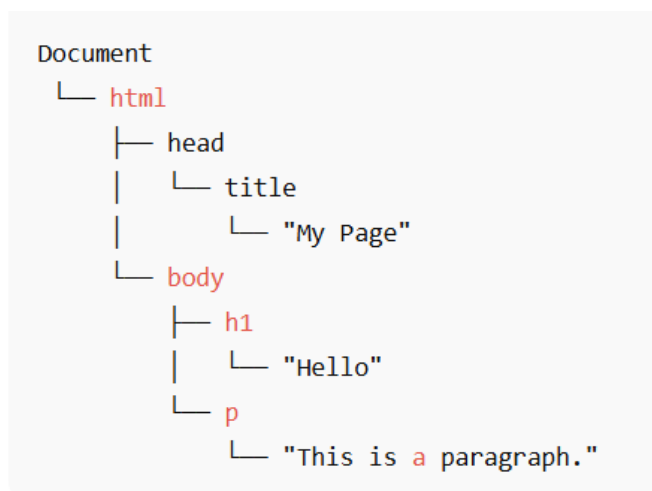 Document
└── html
├── head
│ └── title
│ └── "My Page"
└── body
├── h1
│ └── "Hello"
└── p
└── "This is a paragraph."